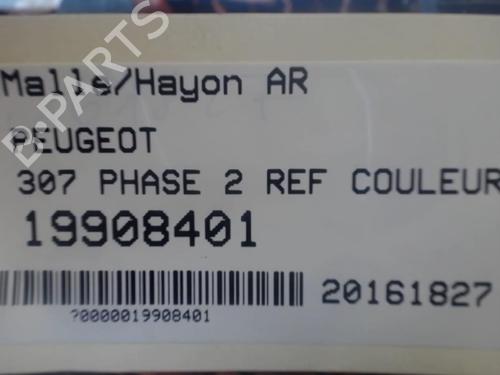 Malle/Hayon AR
PEUGEOT
307 PHASE 2 REF COULEUR
19908401
20161827
?0000019908401
B-PARTS